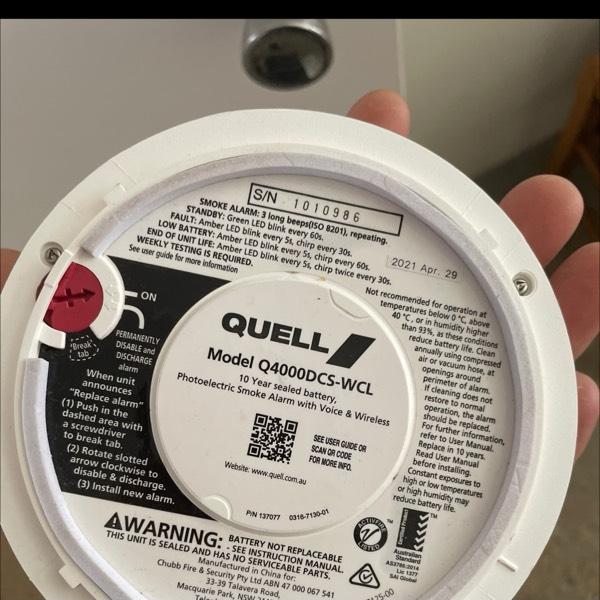 S/N 1010986
SMOKE ALARM: 3 long beeps(ISO 8201), repeating.
STANDBY: Green LED blink every 60s.
FAULT: Amber LED blink every 5s, chirp every 30s.
LOW BATTERY: Amber LED blink every 5s, chirp every 60s.
END OF UNIT LIFE: Amber LED blink every 5s, chirp twice every 30s.
WEEKLY TESTING IS REQUIRED.
See user guide for more information
2021 Apr. 29
ON
PERMANENTLY
DISABLE and
DISCHARGE
alarm
Break
tab
When unit
announces
"Replace alarm"
(1) Push in the
dashed area with
a screwdriver
to break tab.
(2) Rotate slotted
arrow clockwise to
disable & discharge.
(3) Install new alarm.
QUELL
Model Q4000DCS-WCL
10 Year sealed battery,
Photoelectric Smoke Alarm with Voice & Wireless
SEE USER GUIDE OR
SCAN QR CODE
FOR MORE INFO.
Website: www.quell.com.au
P/N 137077 0316-7130-01
Not recommended for operation at
temperatures below 0 °C, above
40 °C, or in humidity higher
than 93%, as these conditions
reduce battery life. Clean
annually using compressed
air or vacuum hose, at
openings around
perimeter of alarm.
If cleaning does not
restore to normal
operation, the alarm
should be replaced.
For further information,
refer to User Manual.
Replace in 10 years.
Read User Manual
before installing.
Constant exposures to
high or low temperatures
or high humidity may
reduce battery life.
WARNING: BATTERY NOT REPLACEABLE
- SEE INSTRUCTION MANUAL.
THIS UNIT IS SEALED AND HAS NO SERVICEABLE PARTS.
Manufactured in China for:
Chubb Fire & Security Pty Ltd ABN 47 000 067 541
33-39 Talavera Road,
Macquarie Park, NSW
ACTIVFIRE
LISTED
Certified Product
Australian
Standard
AS3786:2014
Lic 1377
SAI Global